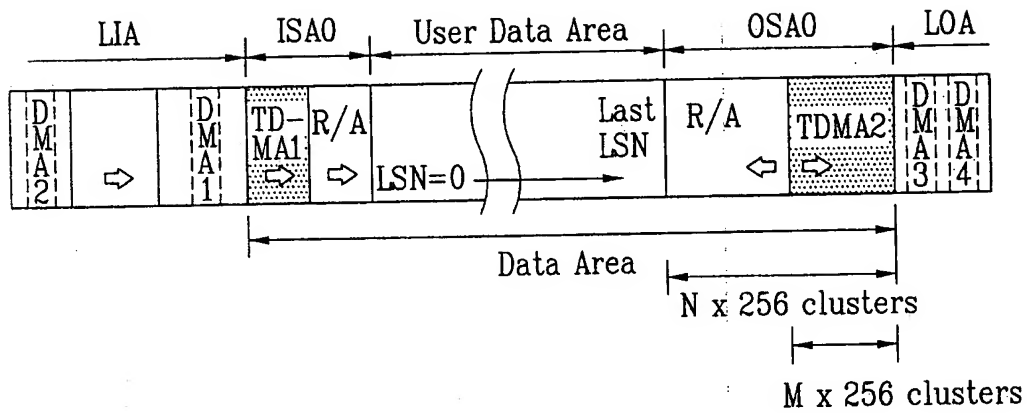 LIA ISA0 User Data Area OSA0 LOA
DMA2
DMA1
TD-
MA1
R/A
LSN=0
Last
LSN
R/A
TDMA2
DMA3
DMA4
Data Area
N x 256 clusters
M x 256 clusters